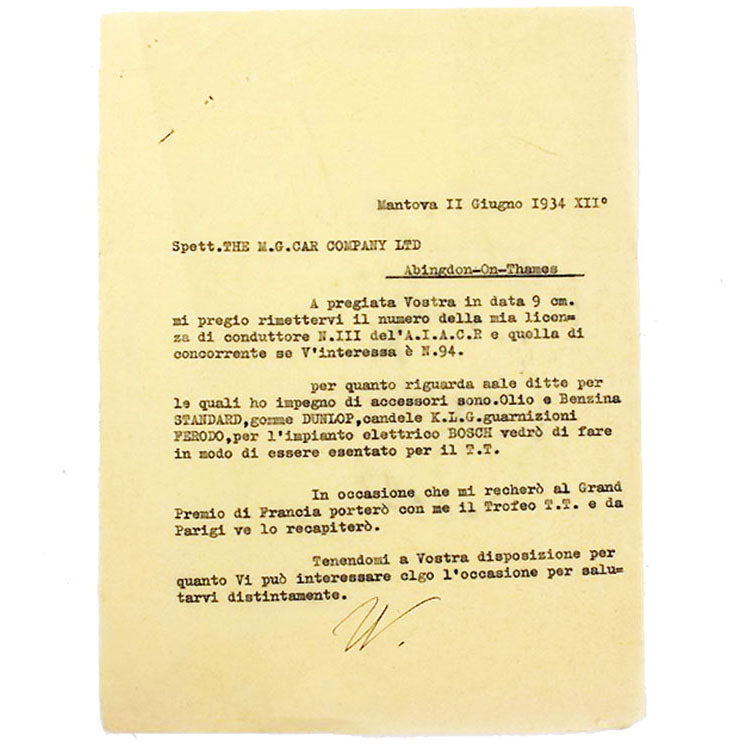 Mantova II Giugno I934 XII°
Spett.THE M.G.CAR COMPANY LTD
Abingdon-On-Thames
A pregiata Vostra in data 9 cm.
mi pregio rimettervi il numero della mia licen=
za di conduttore N.III del'A.I.A.C.R e quella di
concorrente se V'interessa è N.94.
per quanto riguarda aale ditte per
le quali ho impegno di accessori sono.Olio e Benzina
STANDARD,gomme DUNLOP,candele K.L.G.guarnizioni
FERODO,per l'impianto elettrico BOSCH vedrò di fare
in modo di essere esentato per il T.T.
In occasione che mi recherò al Grand
Premio di Francia porterò con me il Trofeo T.T. e da
Parigi ve lo recapiterò.
Tenendomi a Vostra disposizione per
quanto Vi può interessare clgo l'occasione per salu=
tarvi distintamente.